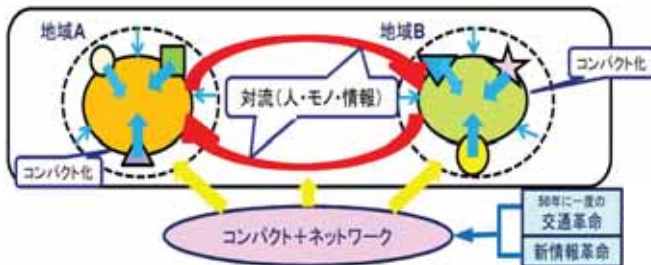 地域A
地域B
コンパクト化
対流(人・モノ・情報)
コンパクト化
50年に一度の
交通革命
コンパクト+ネットワーク
新情報革命